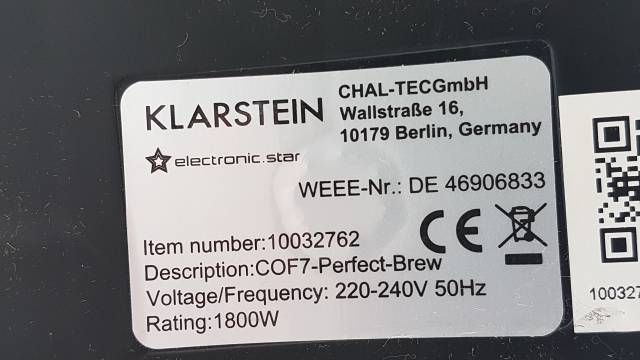 KLARSTEIN
electronic.star
CHAL-TECGmbH
Wallstraße 16,
10179 Berlin, Germany
WEEE-Nr.: DE 46906833
CE
Item number:10032762
Description:COF7-Perfect-Brew
Voltage/Frequency: 220-240V 50Hz
Rating:1800W